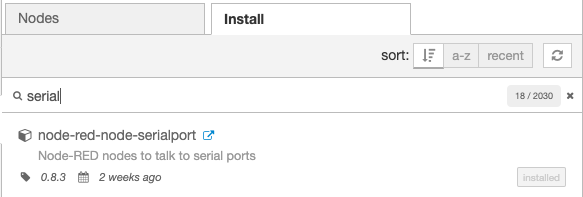 Nodes
Install
sort: a-z recent
serial 18 / 2030
node-red-node-serialport
Node-RED nodes to talk to serial ports
0.8.3 2 weeks ago installed